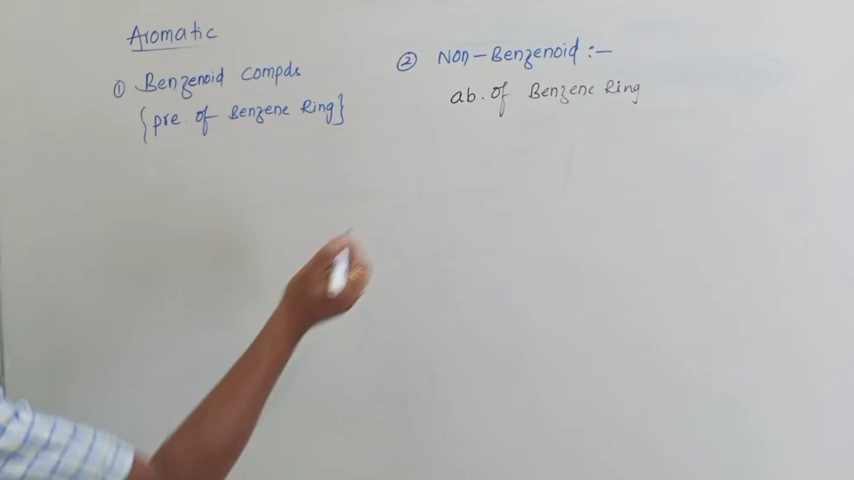 Aromatic
① Benzenoid Compds
{pre. of Benzene Ring}
② Non-Benzenoid :-
ab. of Benzene Ring